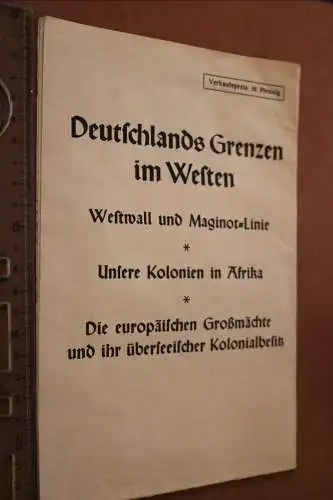 Verkaufspreis 18 Pfennig
Deutſchlands Grenzen
im Weſten
Weſtwall und Maginot=Linie
*
Unſere Kolonien in Afrika
*
Die europäiſchen Großmächte
und ihr überſeeiſcher Kolonialbeſitz